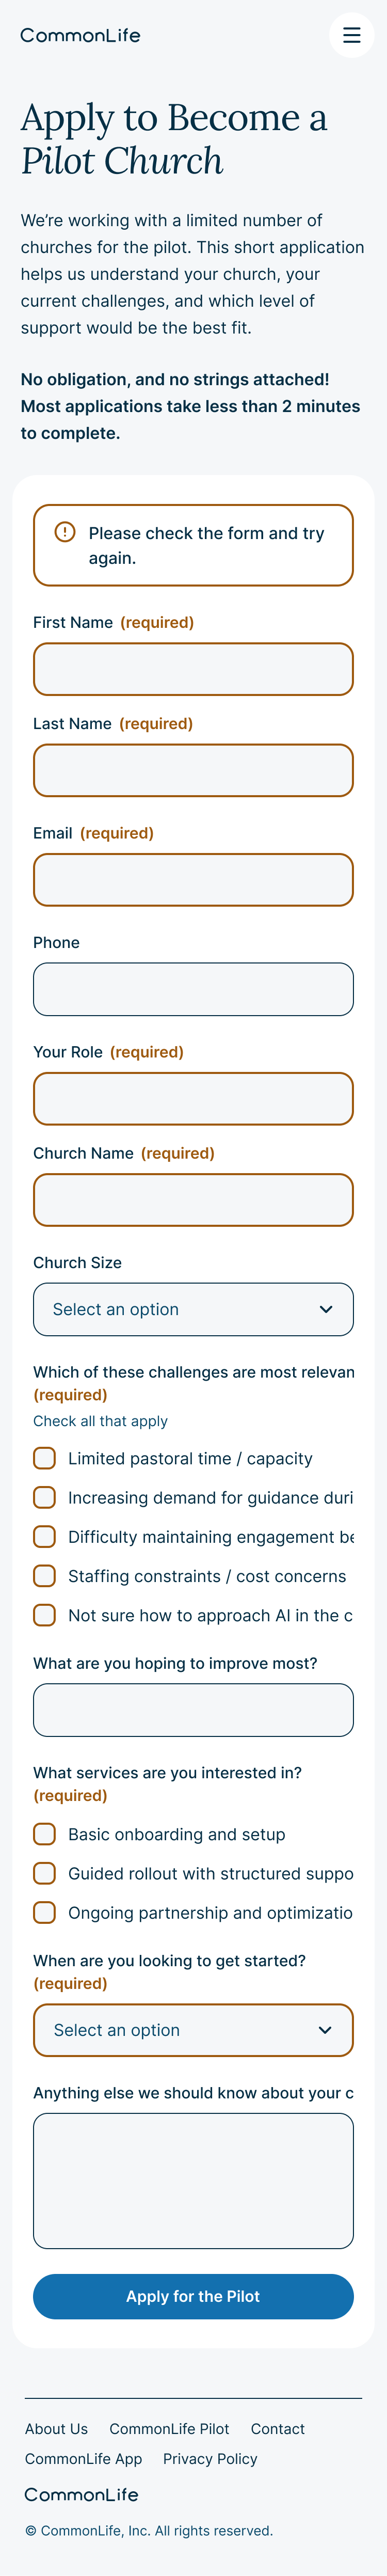 CommonLife
Apply to Become a
Pilot Church
We’re working with a limited number of
churches for the pilot. This short application
helps us understand your church, your
current challenges, and which level of
support would be the best fit.
No obligation, and no strings attached!
Most applications take less than 2 minutes
to complete.
Please check the form and try
again.
First Name (required)
Last Name (required)
Email (required)
Phone
Your Role (required)
Church Name (required)
Church Size
Select an option
Which of these challenges are most relevan
(required)
Check all that apply
Limited pastoral time / capacity
Increasing demand for guidance duri
Difficulty maintaining engagement be
Staffing constraints / cost concerns
Not sure how to approach AI in the c
What are you hoping to improve most?
What services are you interested in?
(required)
Basic onboarding and setup
Guided rollout with structured suppo
Ongoing partnership and optimizatio
When are you looking to get started?
(required)
Select an option
Anything else we should know about your c
Apply for the Pilot
About Us CommonLife Pilot Contact
CommonLife App Privacy Policy
CommonLife
© CommonLife, Inc. All rights reserved.